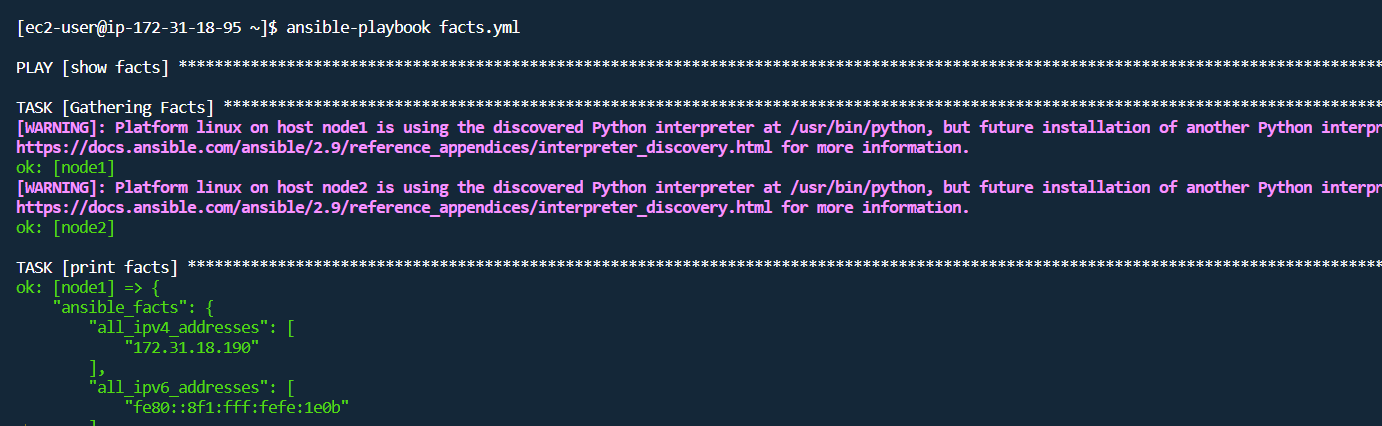 [ec2-user@ip-172-31-18-95 ~]$ ansible-playbook facts.yml
PLAY [show facts] *************************************************************************************************************************************
TASK [Gathering Facts] ********************************************************************************************************************************
[WARNING]: Platform linux on host node1 is using the discovered Python interpreter at /usr/bin/python, but future installation of another Python interpr
https://docs.ansible.com/ansible/2.9/reference_appendices/interpreter_discovery.html for more information.
ok: [node1]
[WARNING]: Platform linux on host node2 is using the discovered Python interpreter at /usr/bin/python, but future installation of another Python interpr
https://docs.ansible.com/ansible/2.9/reference_appendices/interpreter_discovery.html for more information.
ok: [node2]
TASK [print facts] ************************************************************************************************************************************
ok: [node1] => {
    "ansible_facts": {
        "all_ipv4_addresses": [
            "172.31.18.190"
        ],
        "all_ipv6_addresses": [
            "fe80::8f1:fff:fefe:1e0b"
        ]